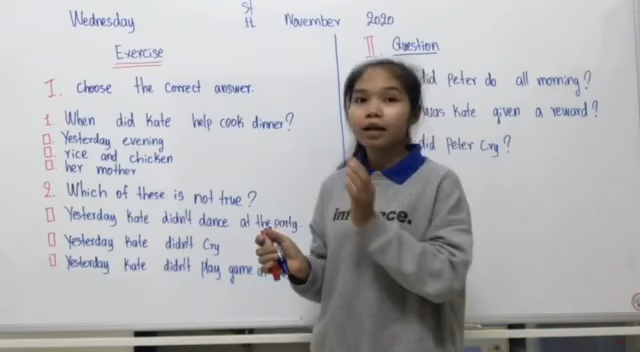 Wednesday 11st November 2020
Exercise
I. choose the correct answer.
1. When did Kate help cook dinner?
Yesterday evening
rice and chicken
her mother
2. Which of these is not true?
Yesterday Kate didn't dance at the party.
Yesterday Kate didn't Cry
Yesterday Kate didn't play game
II. Question
did Peter do all morning?
was Kate given a reward?
did Peter Cry?